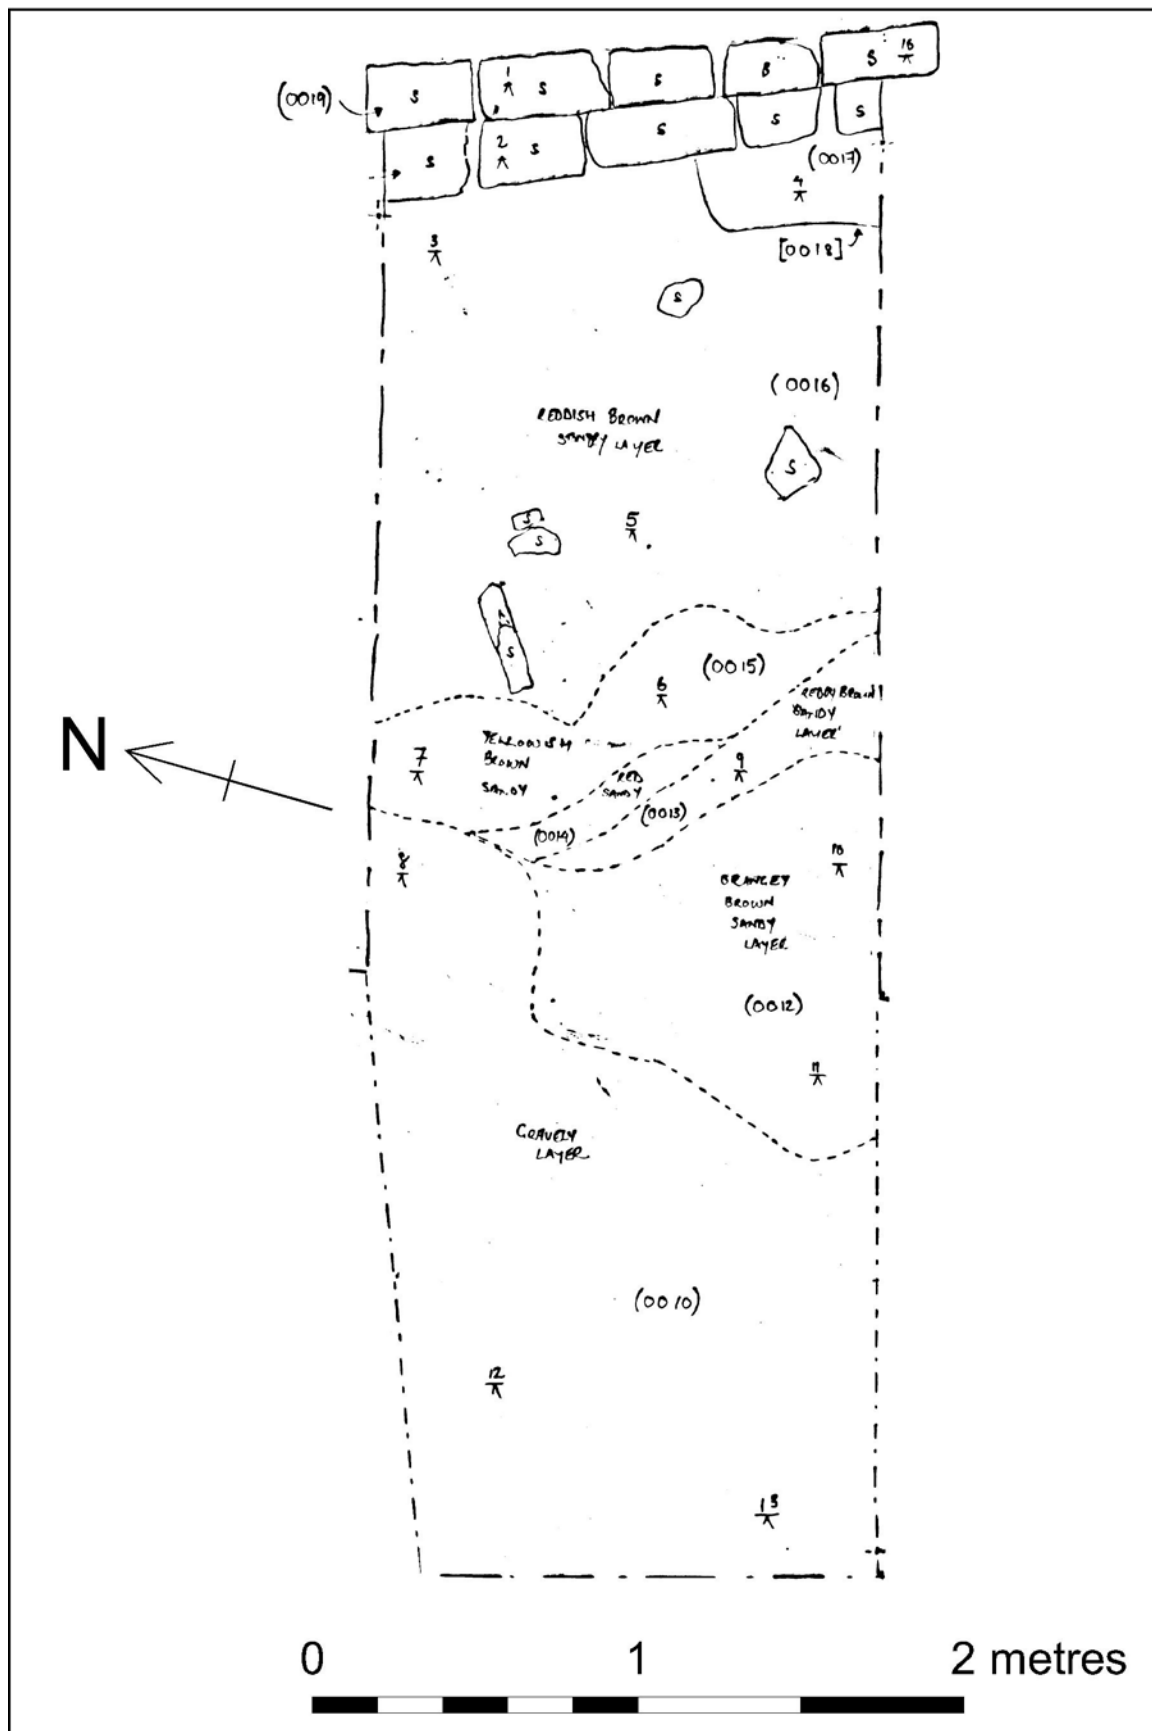 S
1
S
S
B
S 16
(0019)
S
2
S
S
S
S
(0017)
4
3
[0018]
S
(0016)
REDDISH BROWN
SANDY LAYER
S
S
S
5
S
(0015)
6
REDDY BROWN
SANDY
LAYER
N
7
YELLOWISH
BROWN
SANDY
RED
SANDY
9
(0013)
(0014)
8
10
ORANGEY
BROWN
SANDY
LAYER
(0012)
11
GRAVELY
LAYER
(0010)
12
13
0 1 2 metres